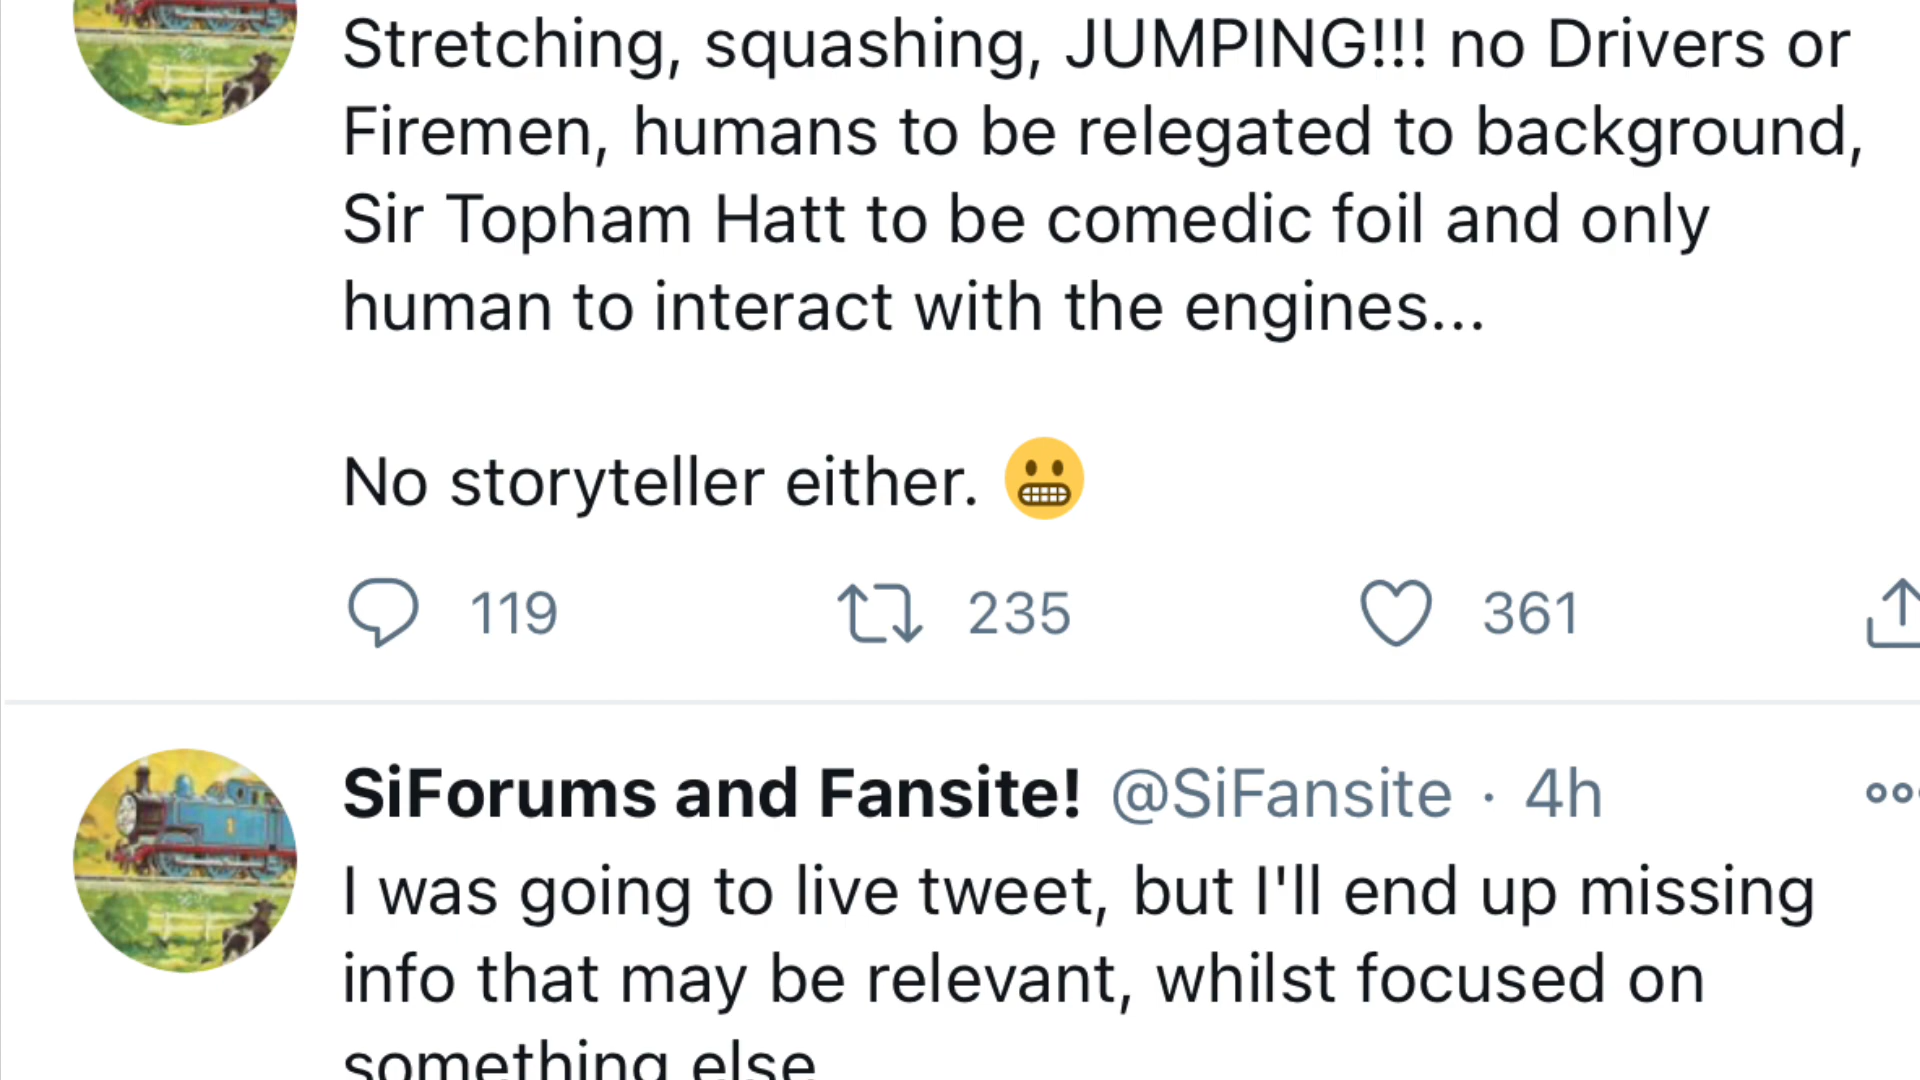 Stretching, squashing, JUMPING!!! no Drivers or
Firemen, humans to be relegated to background,
Sir Topham Hatt to be comedic foil and only
human to interact with the engines...
No storyteller either. 😬
119 235 361
SiForums and Fansite! @SiFansite · 4h
I was going to live tweet, but I'll end up missing
info that may be relevant, whilst focused on
something else